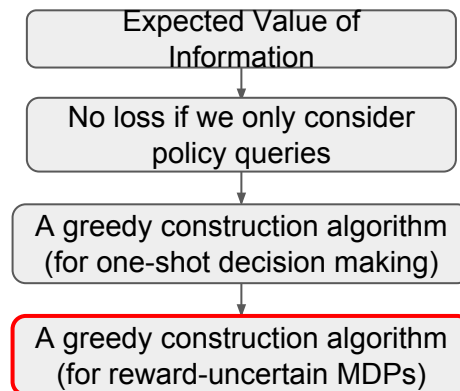 Expected Value of
Information
No loss if we only consider
policy queries
A greedy construction algorithm
(for one-shot decision making)
A greedy construction algorithm
(for reward-uncertain MDPs)